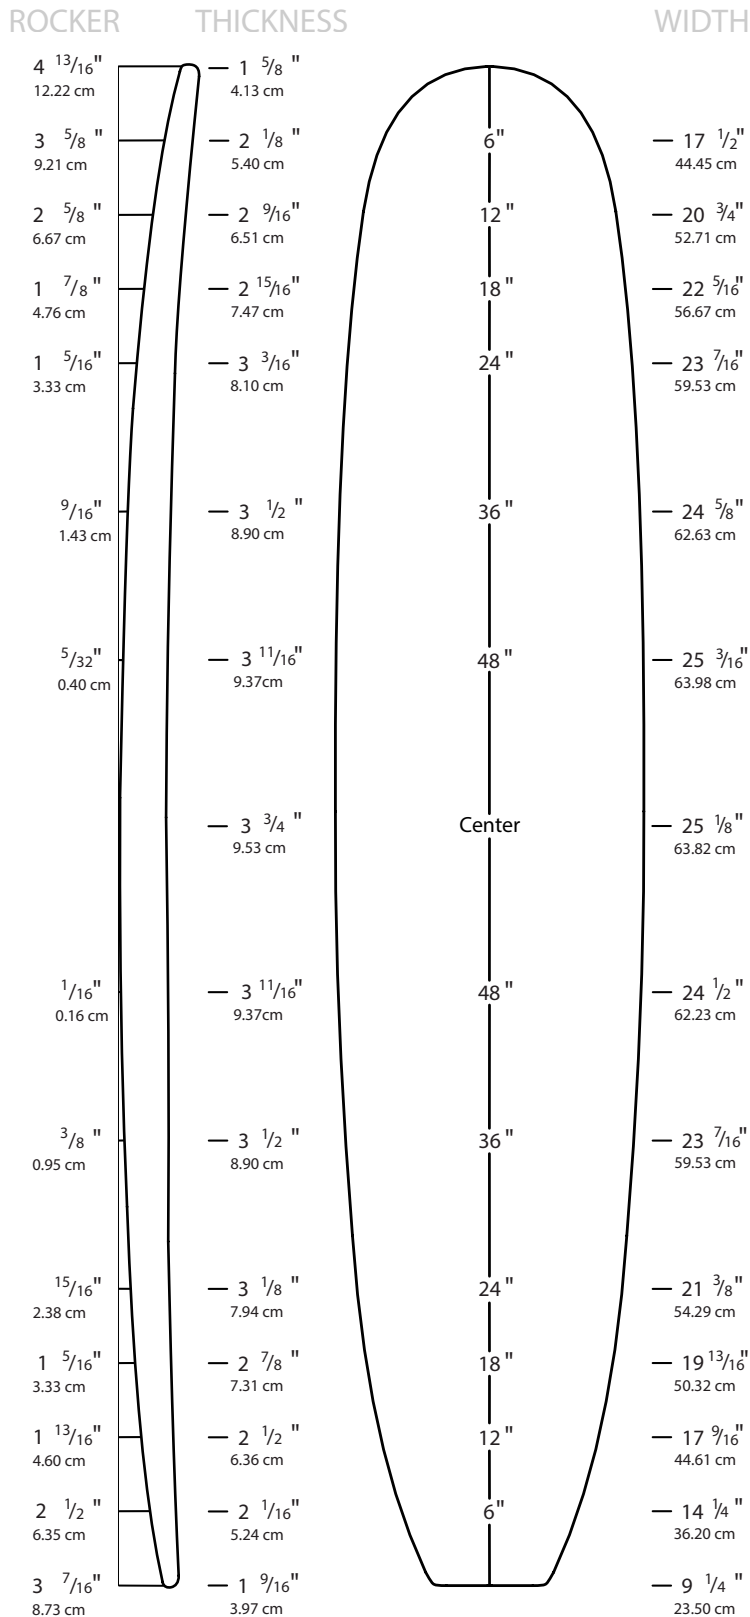 ROCKER THICKNESS WIDTH
4 13/16" 1 5/8 "
12.22 cm 4.13 cm
3 5/8 " 2 1/8 " 6" 17 1/2"
9.21 cm 5.40 cm 44.45 cm
2 5/8 " 2 9/16" 12 " 20 3/4"
6.67 cm 6.51 cm 52.71 cm
1 7/8 " 2 15/16" 18 " 22 5/16"
4.76 cm 7.47 cm 56.67 cm
1 5/16" 3 3/16" 24 " 23 7/16"
3.33 cm 8.10 cm 59.53 cm
9/16" 3 1/2 " 36 " 24 5/8"
1.43 cm 8.90 cm 62.63 cm
5/32" 3 11/16" 48 " 25 3/16"
0.40 cm 9.37cm 63.98 cm
3 3/4 " Center 25 1/8"
9.53 cm 63.82 cm
1/16" 3 11/16" 48 " 24 1/2"
0.16 cm 9.37cm 62.23 cm
3/8 " 3 1/2 " 36 " 23 7/16"
0.95 cm 8.90 cm 59.53 cm
15/16" 3 1/8 " 24 " 21 3/8"
2.38 cm 7.94 cm 54.29 cm
1 5/16" 2 7/8 " 18 " 19 13/16"
3.33 cm 7.31 cm 50.32 cm
1 13/16" 2 1/2 " 12 " 17 9/16"
4.60 cm 6.36 cm 44.61 cm
2 1/2 " 2 1/16" 6" 14 1/4"
6.35 cm 5.24 cm 36.20 cm
3 7/16" 1 9/16" 9 1/4"
8.73 cm 3.97 cm 23.50 cm